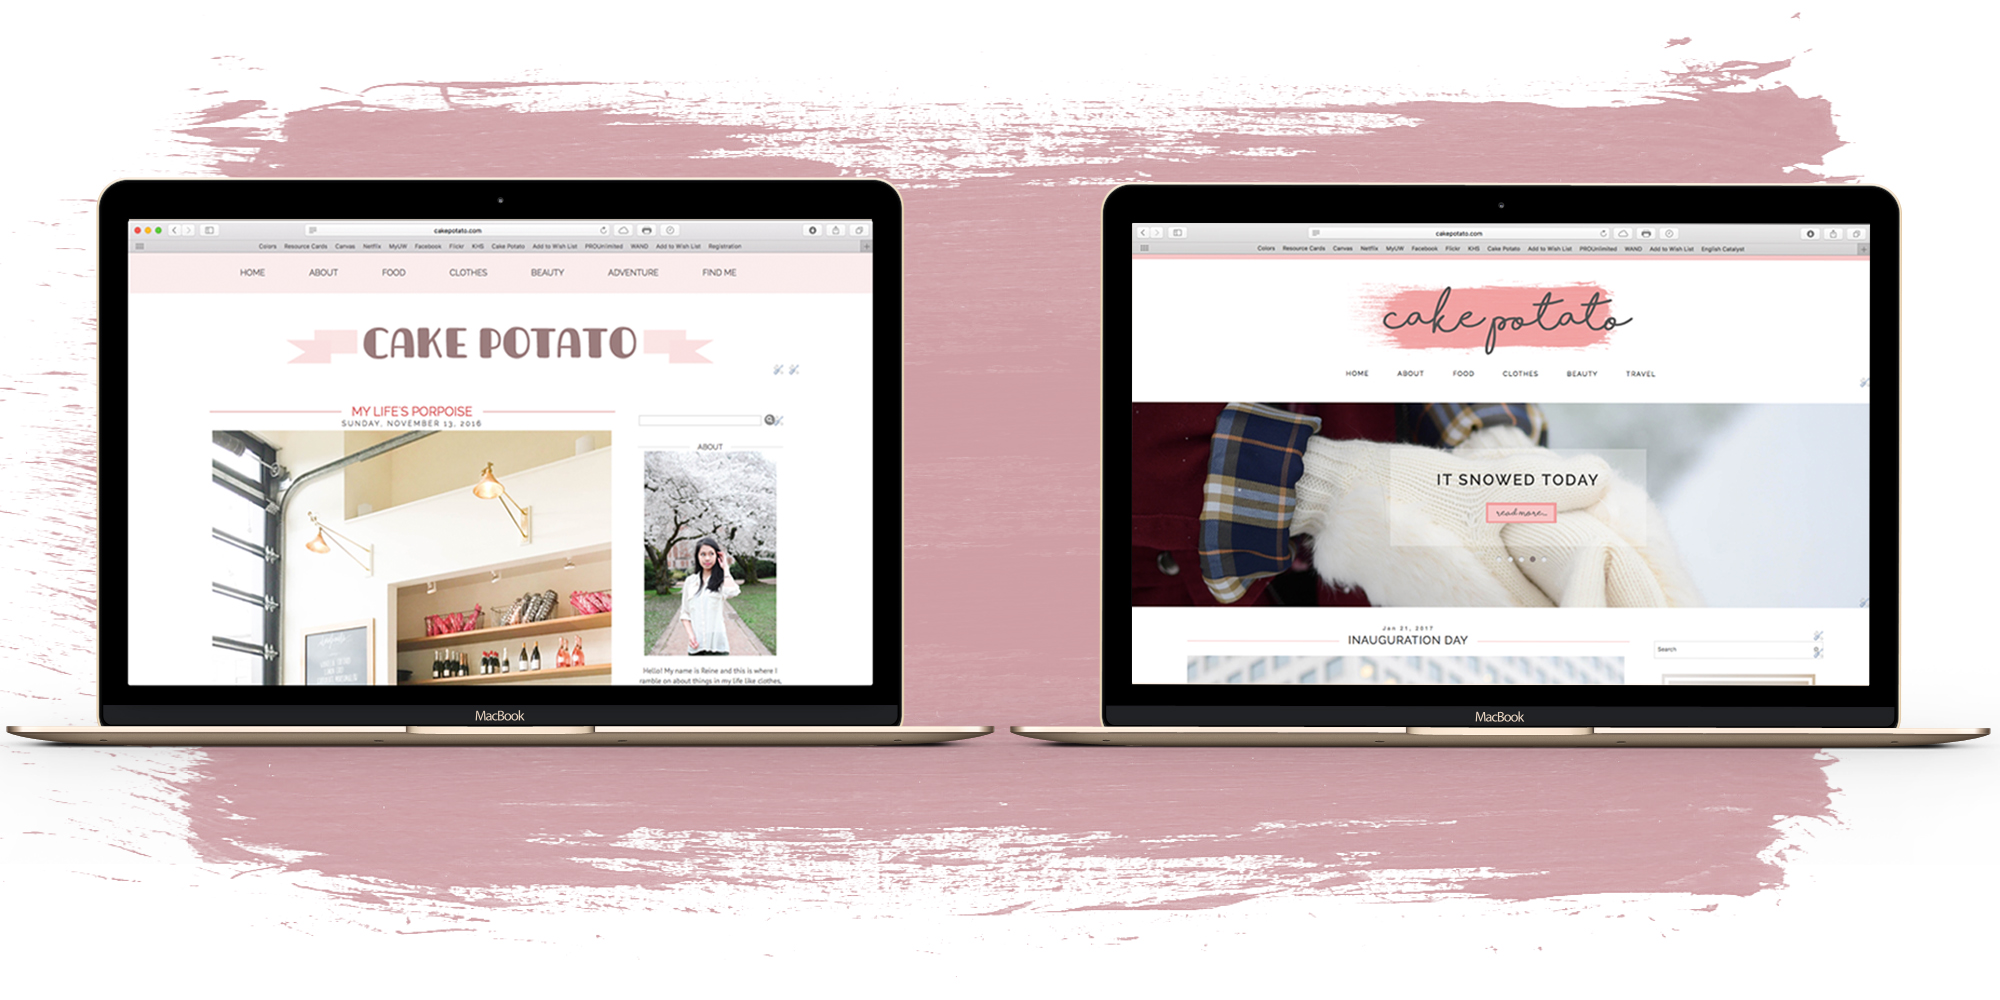 cakepotato.com
Colors Resource Cards Canvas Netflix MyUW Facebook Flickr KHS Cake Potato Add to Wish List PROUnlimited WAND Add to Wish List Registration
HOME ABOUT FOOD CLOTHES BEAUTY ADVENTURE FIND ME
CAKE POTATO
MY LIFE'S PORPOISE
SUNDAY, NOVEMBER 13, 2016
ABOUT
Hello! My name is Reine and this is where I
ramble on about things in my life like clothes,
MacBook
cakepotato.com
Colors Resource Cards Canvas Netflix MyUW Facebook Flickr KHS Cake Potato Add to Wish List PROUnlimited WAND Add to Wish List English Catalyst
cake potato
HOME ABOUT FOOD CLOTHES BEAUTY TRAVEL
IT SNOWED TODAY
read more...
Jan 21, 2017
INAUGURATION DAY
Search
MacBook